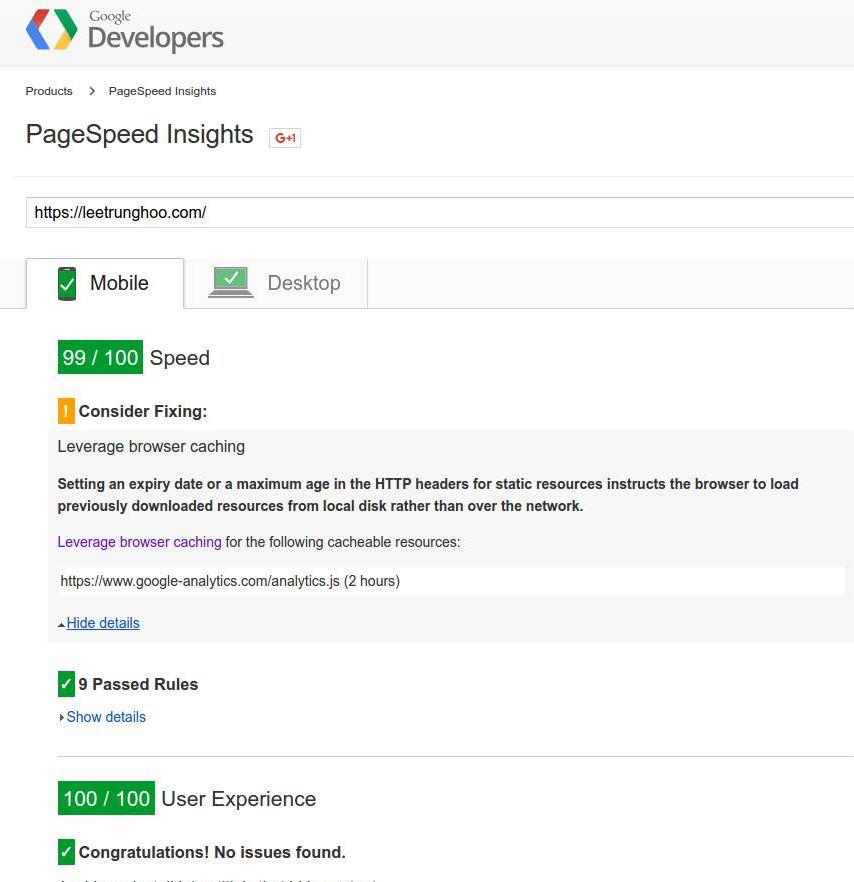 Google
Developers
Products > PageSpeed Insights
PageSpeed Insights G+1
https://leetrunghoo.com/
Mobile Desktop
99 / 100 Speed
! Consider Fixing:
Leverage browser caching
Setting an expiry date or a maximum age in the HTTP headers for static resources instructs the browser to load
previously downloaded resources from local disk rather than over the network.
Leverage browser caching for the following cacheable resources:
https://www.google-analytics.com/analytics.js (2 hours)
Hide details
9 Passed Rules
Show details
100 / 100 User Experience
Congratulations! No issues found.